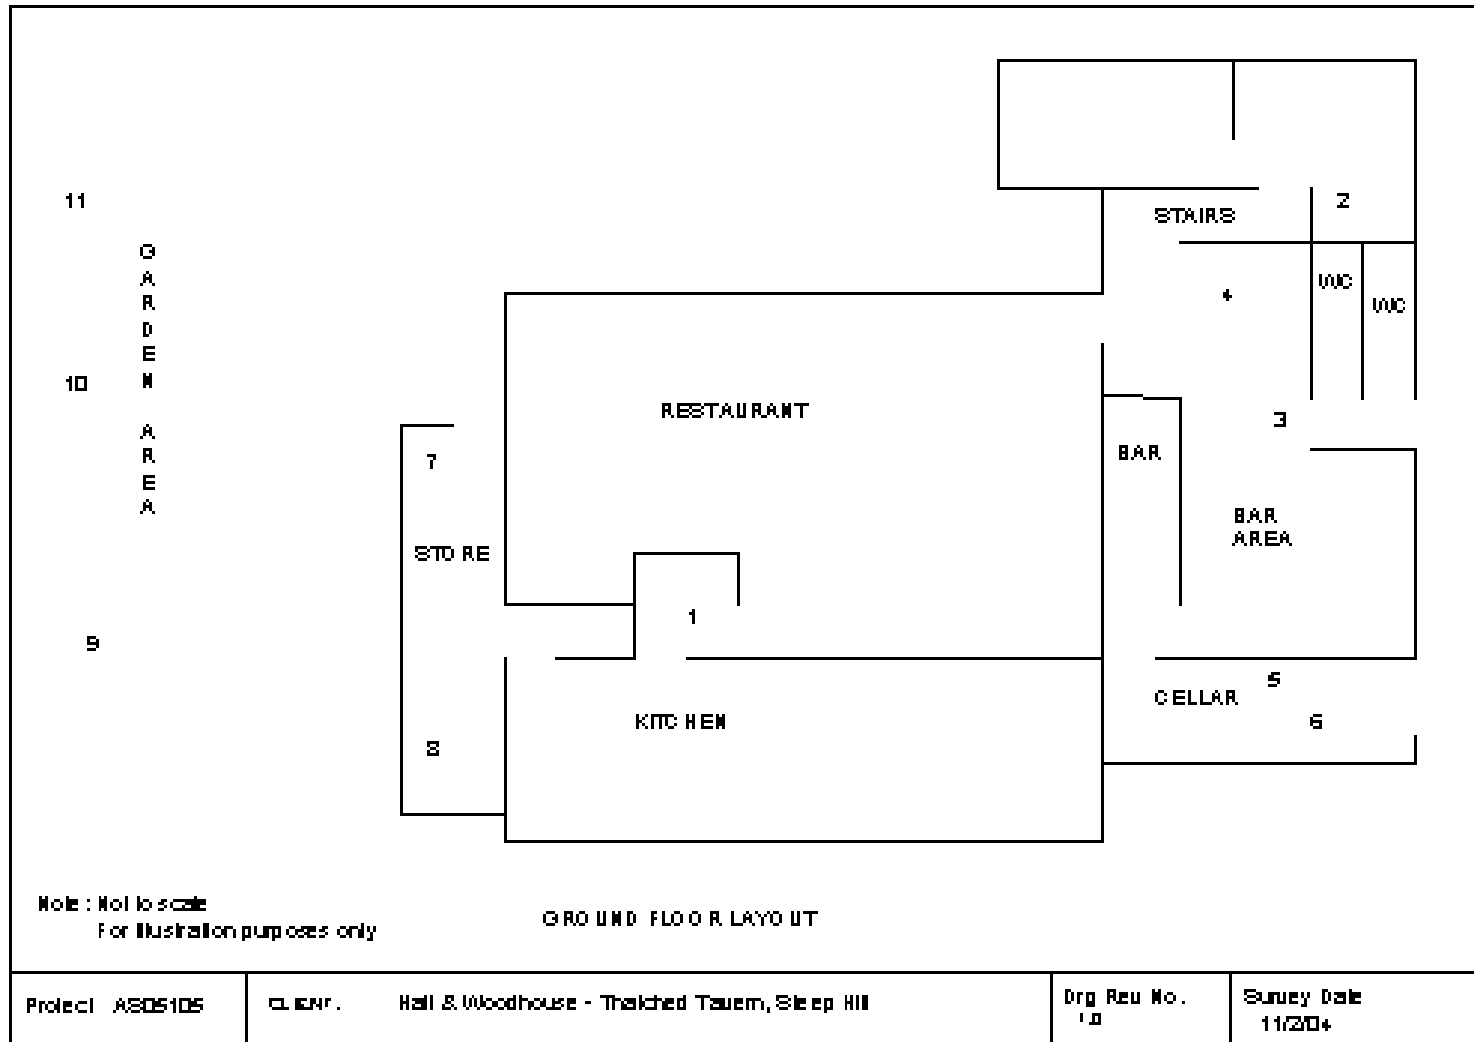 2
STAIRS
11
GARDEN AREA
4
WC
WC
10
RESTAURANT
3
7
BAR
BAR
AREA
STORE
1
9
5
CELLAR
6
KITCHEN
8
Note : Not to scale
For illustration purposes only
GROUND FLOOR LAYOUT
Project AS05105
CLIENT.
Hall & Woodhouse - Thatched Tavern, Steep Hill
Drg Rev No.
1.0
Survey Date
11/2/04